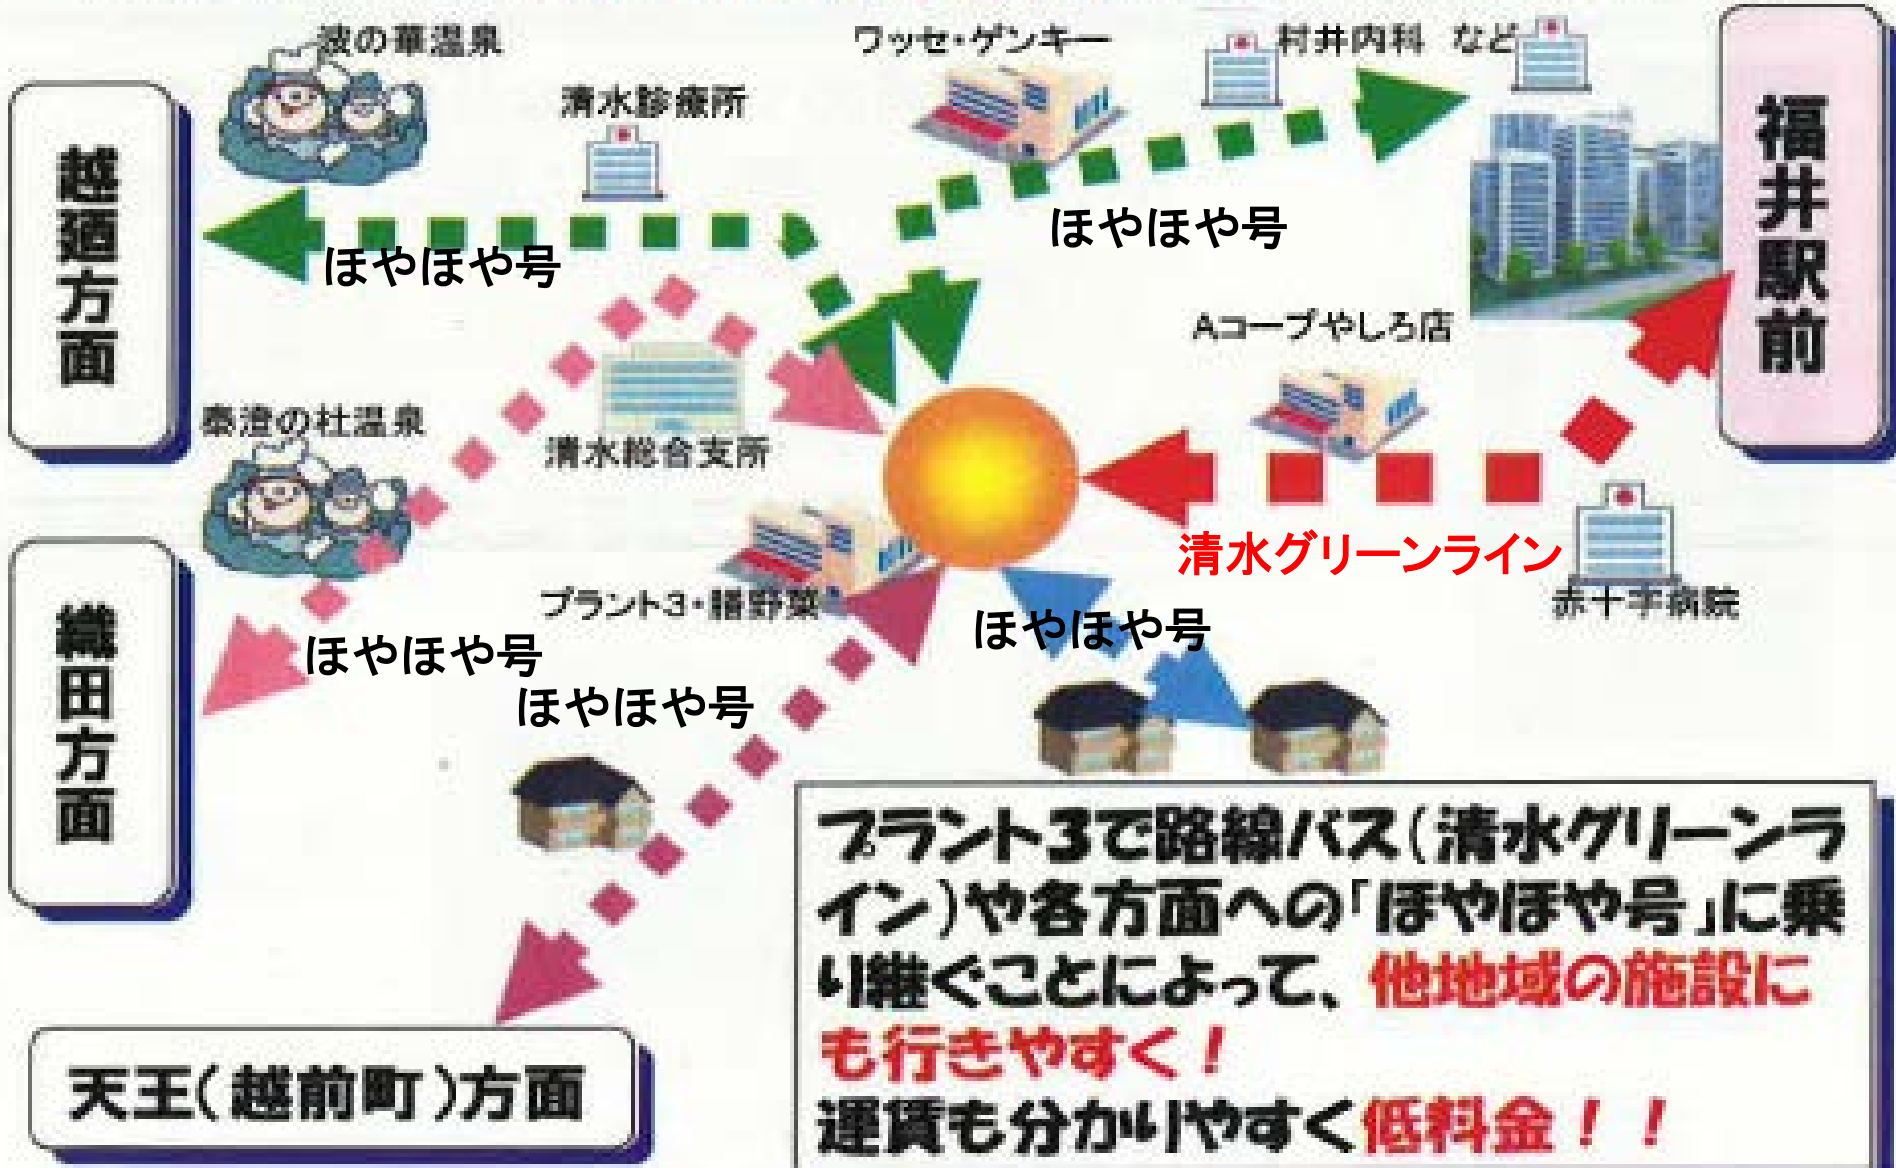 波の華温泉
ワッセ・ゲンキー
村井内科 など
清水診療所
越廼方面
福井駅前
ほやほや号
ほやほや号
Aコープやしろ店
泰澄の杜温泉
清水総合支所
清水グリーンライン
プラント3・膳野菜
赤十字病院
織田方面
ほやほや号
ほやほや号
ほやほや号
天王(越前町)方面
プラント3で路線バス(清水グリーンラ
イン)や各方面への「ほやほや号」に乗
り継ぐことによって、他地域の施設に
も行きやすく!
運賃も分かりやすく低料金!!